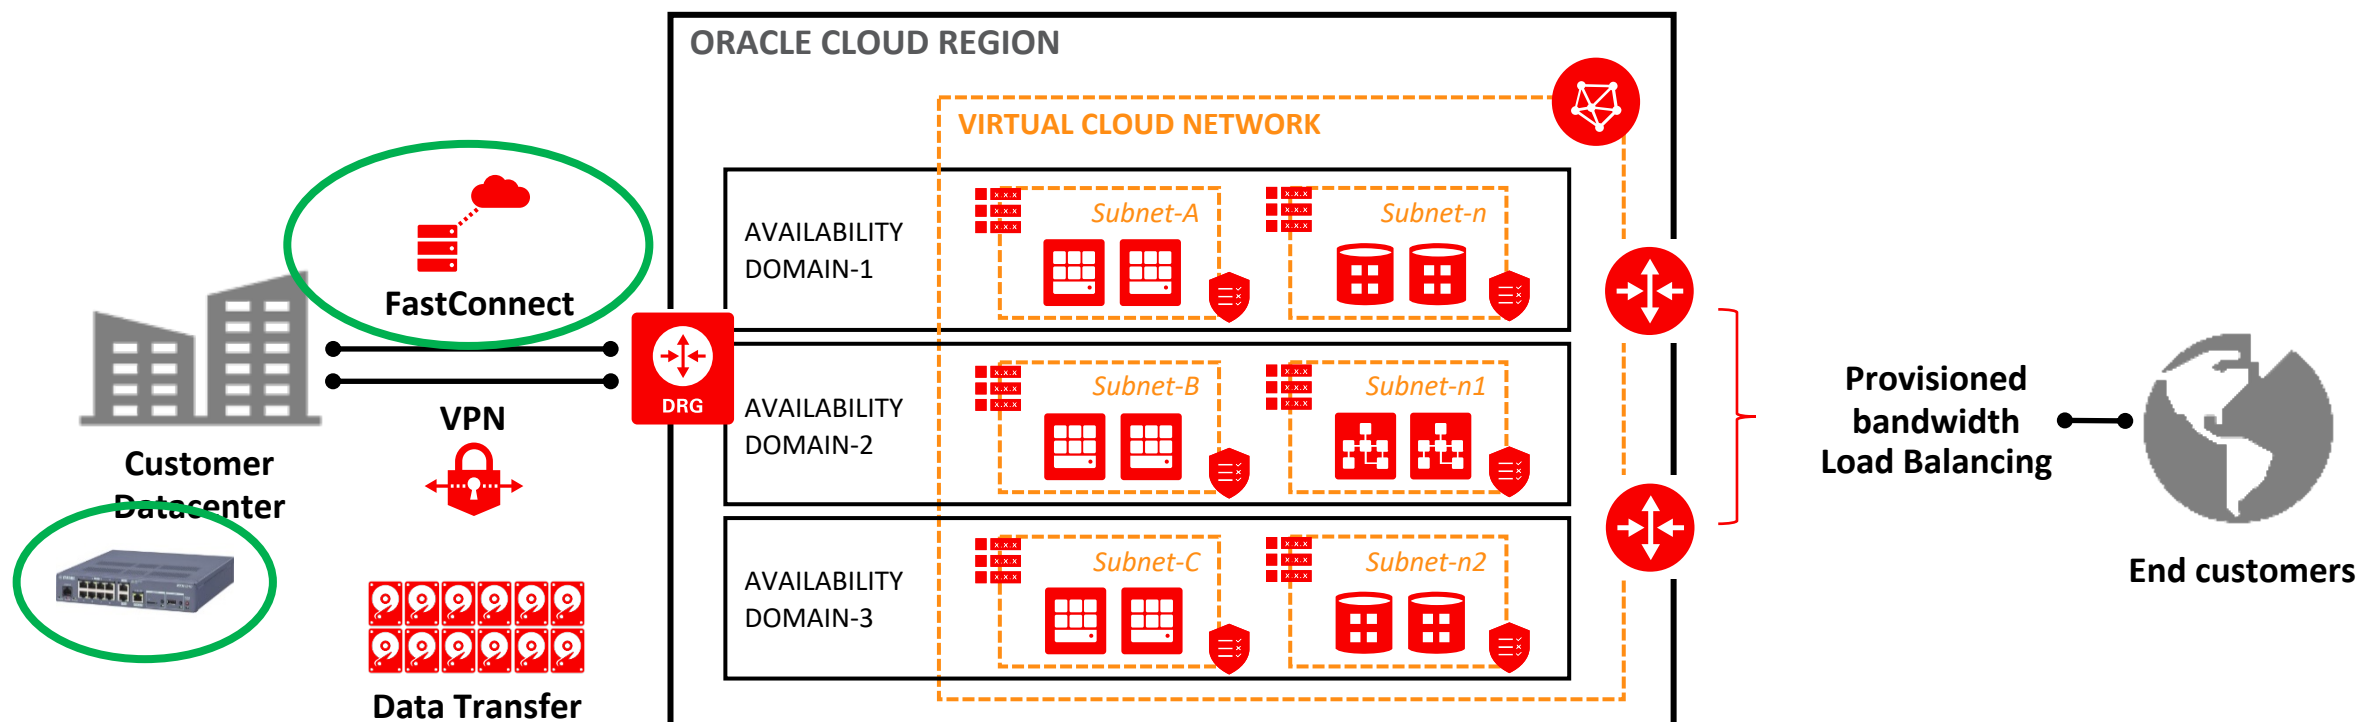 ORACLE CLOUD REGION
VIRTUAL CLOUD NETWORK
FastConnect
VPN
Customer
Datacenter
Data Transfer
DRG
AVAILABILITY
DOMAIN-1
x.x.x
x.x.x
x.x.x
Subnet-A
x.x.x
x.x.x
x.x.x
Subnet-n
AVAILABILITY
DOMAIN-2
x.x.x
x.x.x
x.x.x
Subnet-B
x.x.x
x.x.x
x.x.x
Subnet-n1
AVAILABILITY
DOMAIN-3
x.x.x
x.x.x
x.x.x
Subnet-C
x.x.x
x.x.x
x.x.x
Subnet-n2
Provisioned
bandwidth
Load Balancing
End customers